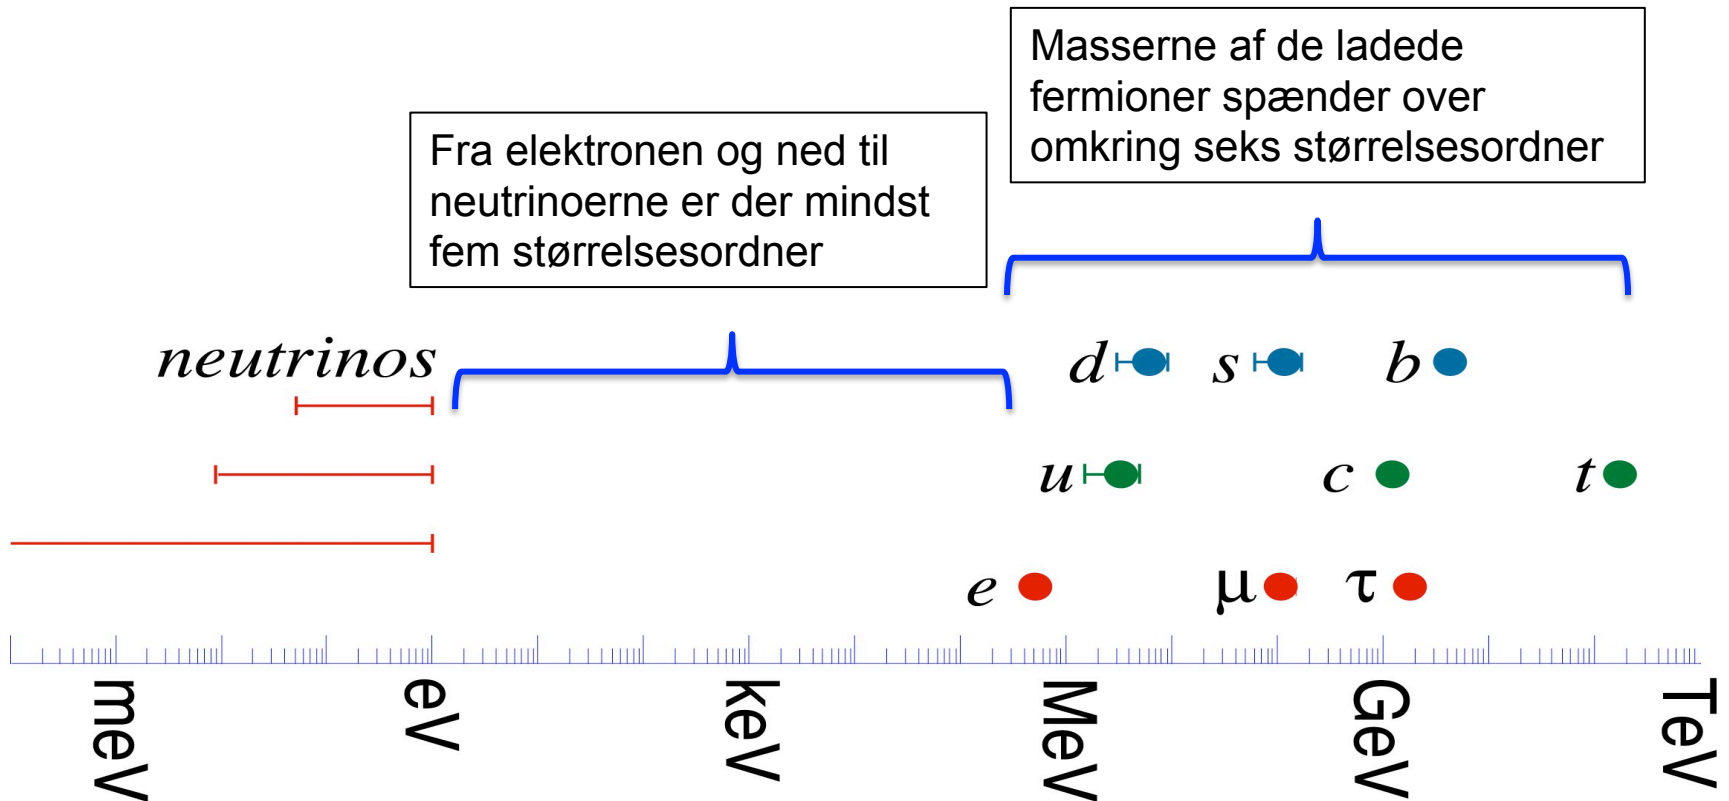 Masserne af de ladede
fermioner spænder over
omkring seks størrelsesordner
Fra elektronen og ned til
neutrinoerne er der mindst
fem størrelsesordner
neutrinos
d s b
u c t
e μ τ
meV eV keV MeV GeV TeV